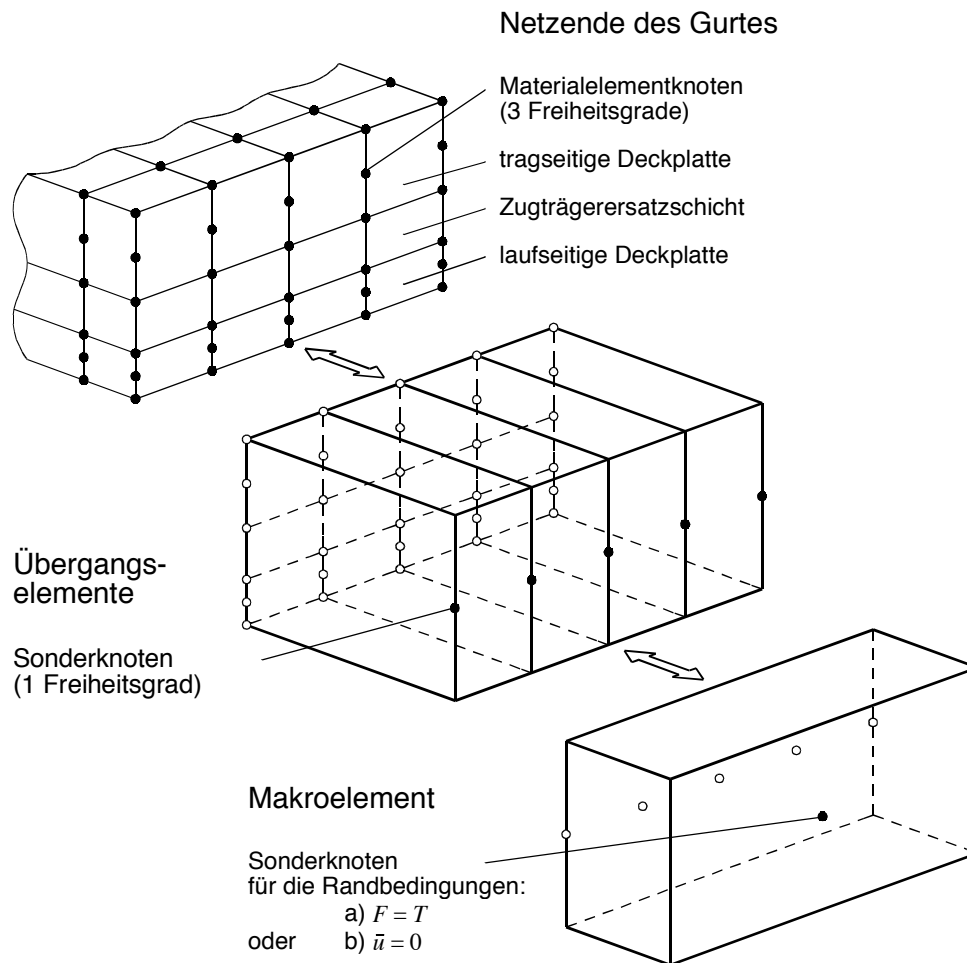 Netzende des Gurtes
Materialelementknoten
(3 Freiheitsgrade)
tragseitige Deckplatte
Zugträgerersatzschicht
laufseitige Deckplatte
Übergangs-
elemente
Sonderknoten
(1 Freiheitsgrad)
Makroelement
Sonderknoten
für die Randbedingungen:
a) F = T
oder b) ū = 0